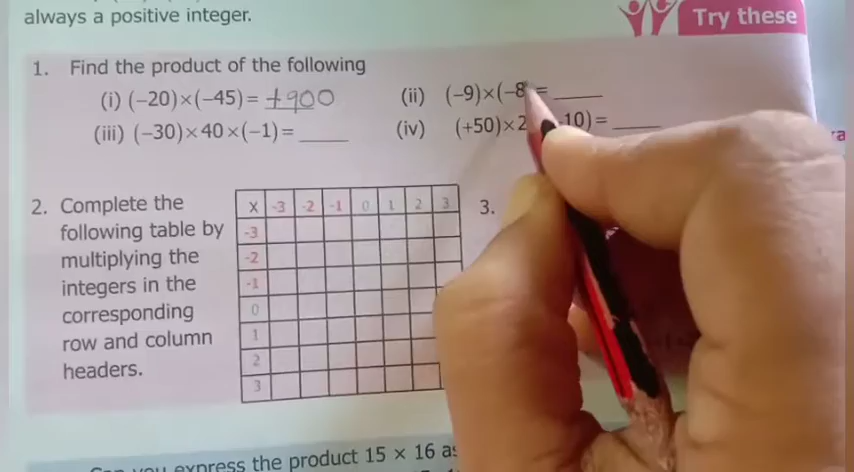 always a positive integer.
Try these
1. Find the product of the following
(i) (−20)×(−45)= +900 (ii) (−9)×(−8 =
(iii) (−30)×40×(−1)= (iv) (+50)×2 10)=
2. Complete the following table by multiplying the integers in the corresponding row and column headers.
X -3 -2 -1 0 1 2 3
-3
-2
-1
0
1
2
3
3.
express the product 15 × 16